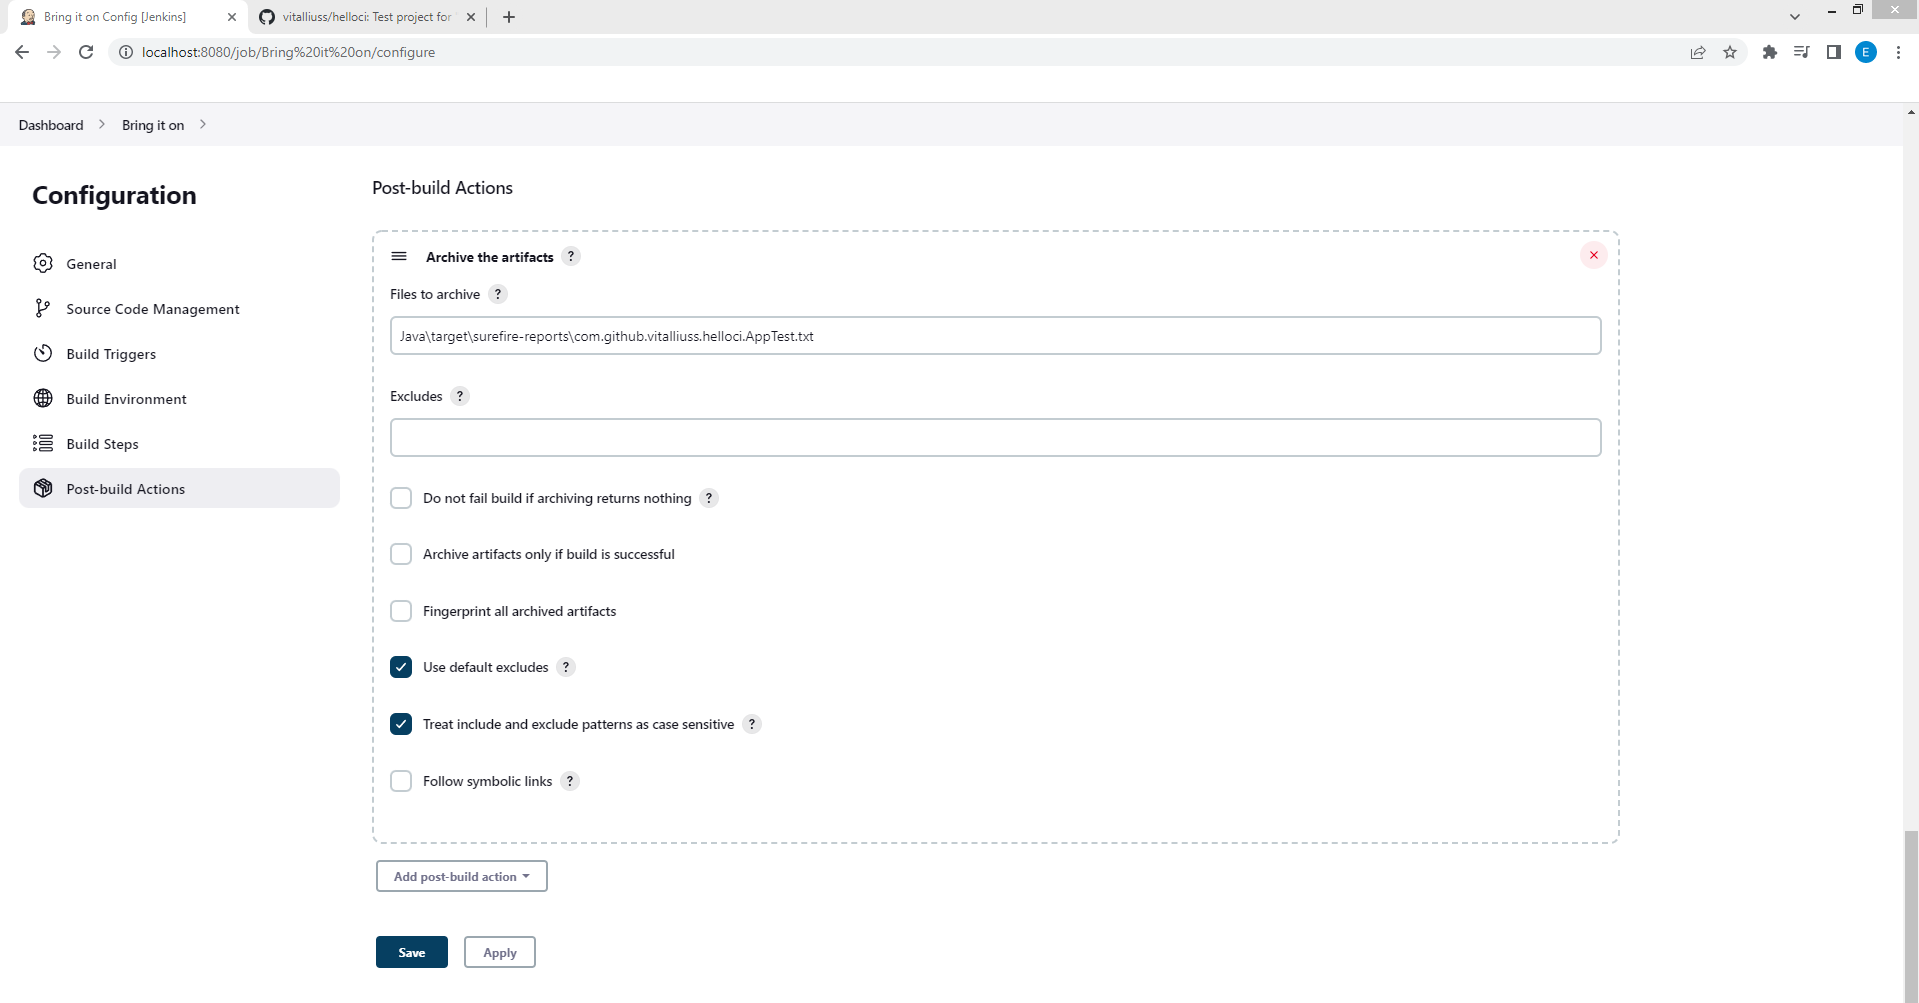 Bring it on Config [Jenkins]
vitalliuss/helloci: Test project for
localhost:8080/job/Bring%20it%20on/configure
E
Dashboard
Bring it on
Configuration
General
Source Code Management
Build Triggers
Build Environment
Build Steps
Post-build Actions
Post-build Actions
Archive the artifacts ?
Files to archive ?
Java\target\surefire-reports\com.github.vitalliuss.helloci.AppTest.txt
Excludes ?
Do not fail build if archiving returns nothing ?
Archive artifacts only if build is successful
Fingerprint all archived artifacts
Use default excludes ?
Treat include and exclude patterns as case sensitive ?
Follow symbolic links ?
Add post-build action
Save
Apply